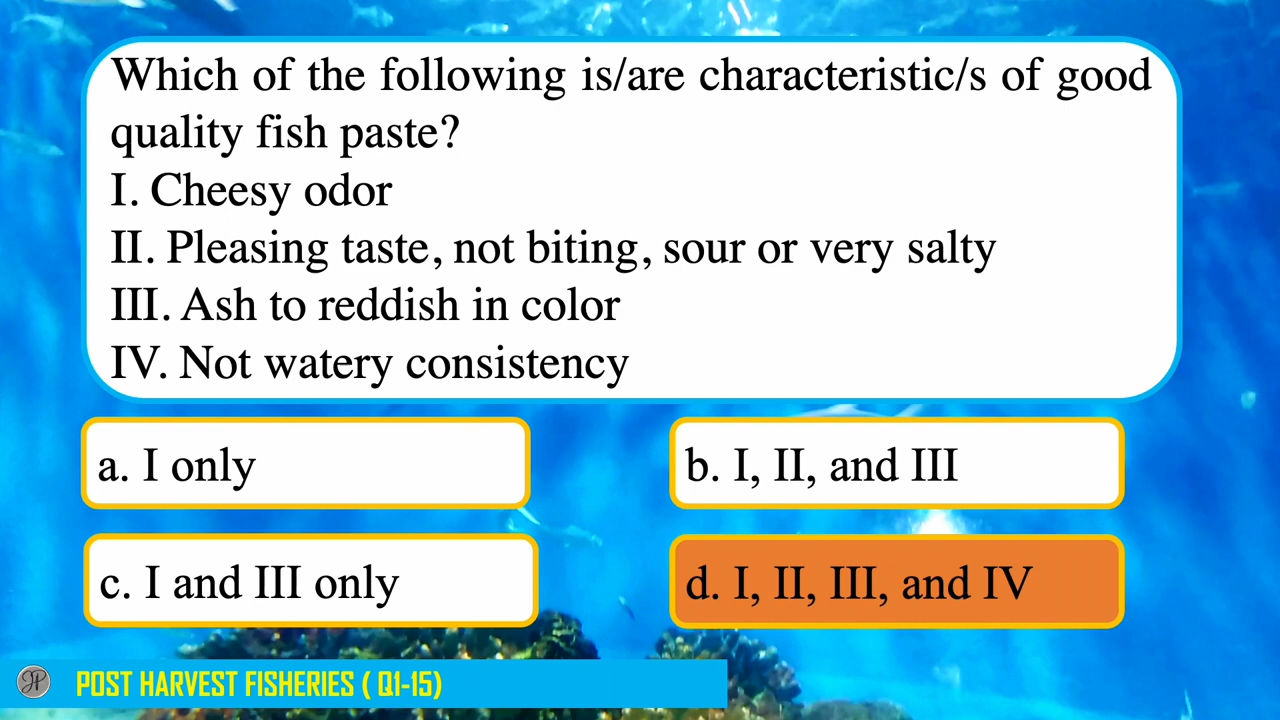 Which of the following is/are characteristic/s of good
quality fish paste?
I. Cheesy odor
II. Pleasing taste, not biting, sour or very salty
III. Ash to reddish in color
IV. Not watery consistency
a. I only
b. I, II, and III
c. I and III only
d. I, II, III, and IV
POST HARVEST FISHERIES ( Q1-15)